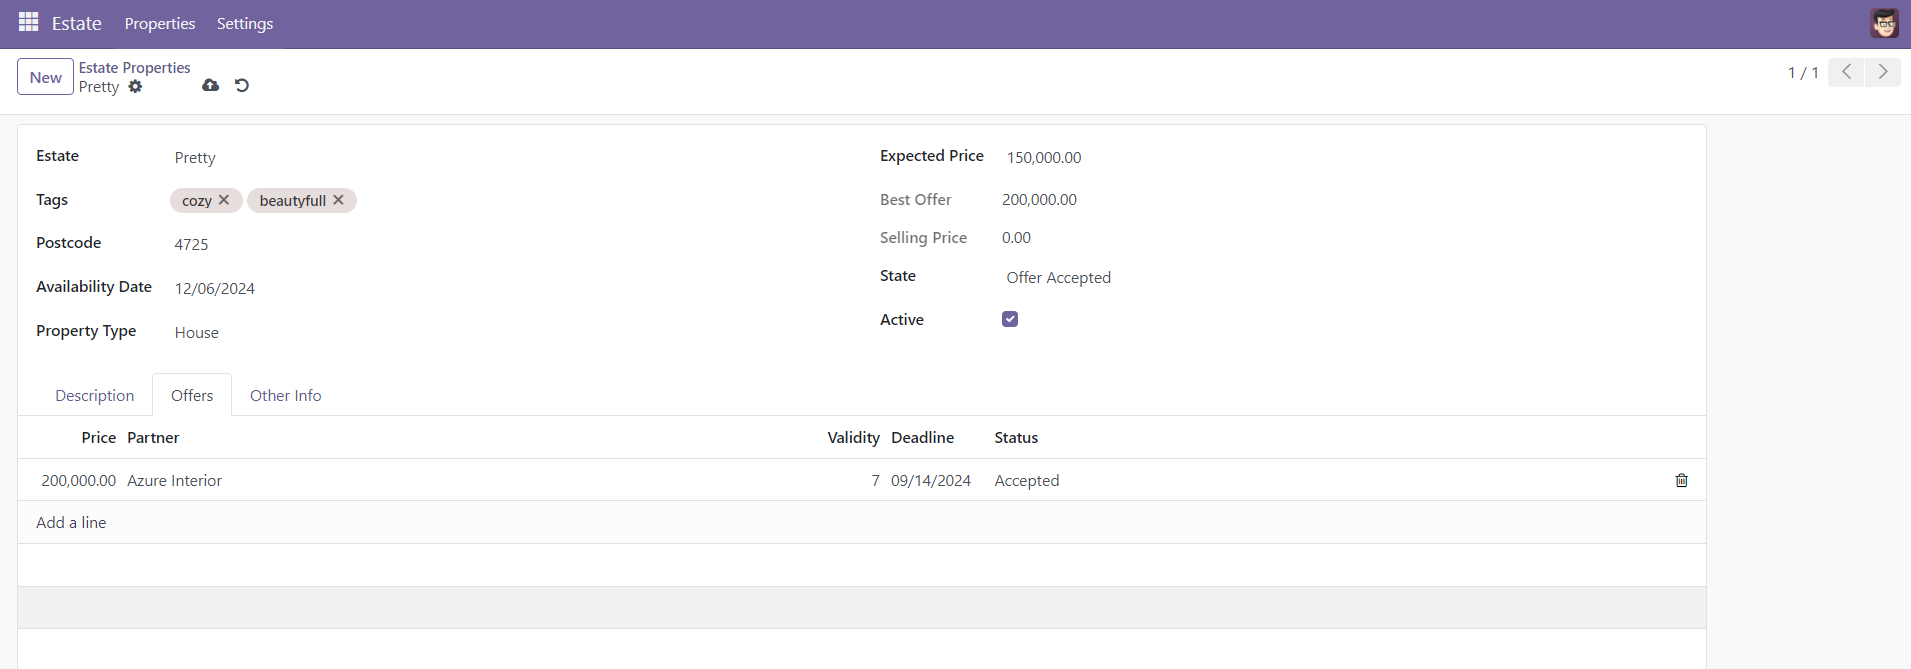 Estate Properties Settings
New Estate Properties 1 / 1
Pretty
Estate Pretty
Tags cozy beautyfull
Postcode 4725
Availability Date 12/06/2024
Property Type House
Expected Price 150,000.00
Best Offer 200,000.00
Selling Price 0.00
State Offer Accepted
Active
Description Offers Other Info
Price Partner Validity Deadline Status
200,000.00 Azure Interior 7 09/14/2024 Accepted
Add a line